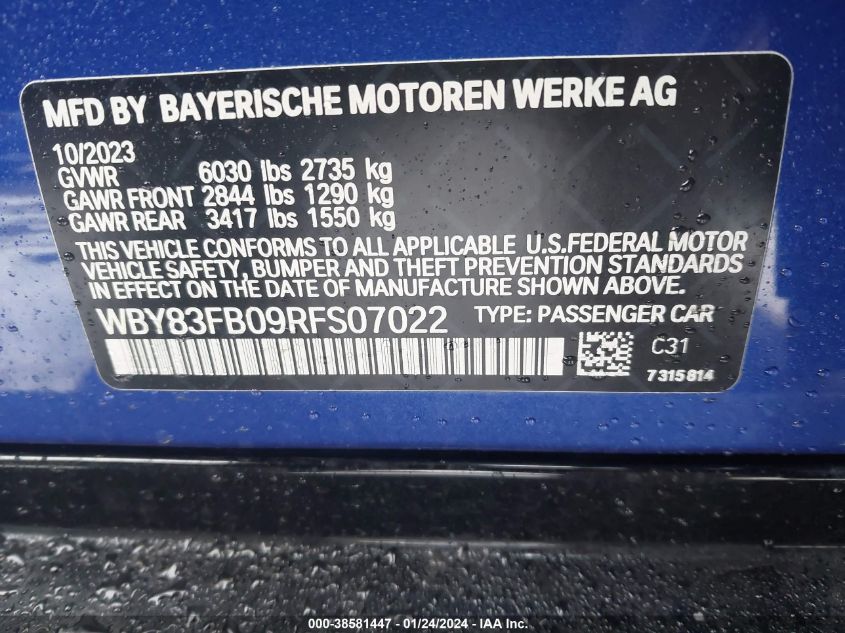 MFD BY BAYERISCHE MOTOREN WERKE AG
10/2023
GVWR 6030 lbs 2735 kg
GAWR FRONT 2844 lbs 1290 kg
GAWR REAR 3417 lbs 1550 kg
THIS VEHICLE CONFORMS TO ALL APPLICABLE U.S.FEDERAL MOTOR
VEHICLE SAFETY, BUMPER AND THEFT PREVENTION STANDARDS
IN EFFECT ON THE DATE OF MANUFACTURE SHOWN ABOVE.
WBY83FB09RFS07022 TYPE: PASSENGER CAR
C31
7315814
000-38581447 - 01/24/2024 - IAA Inc.